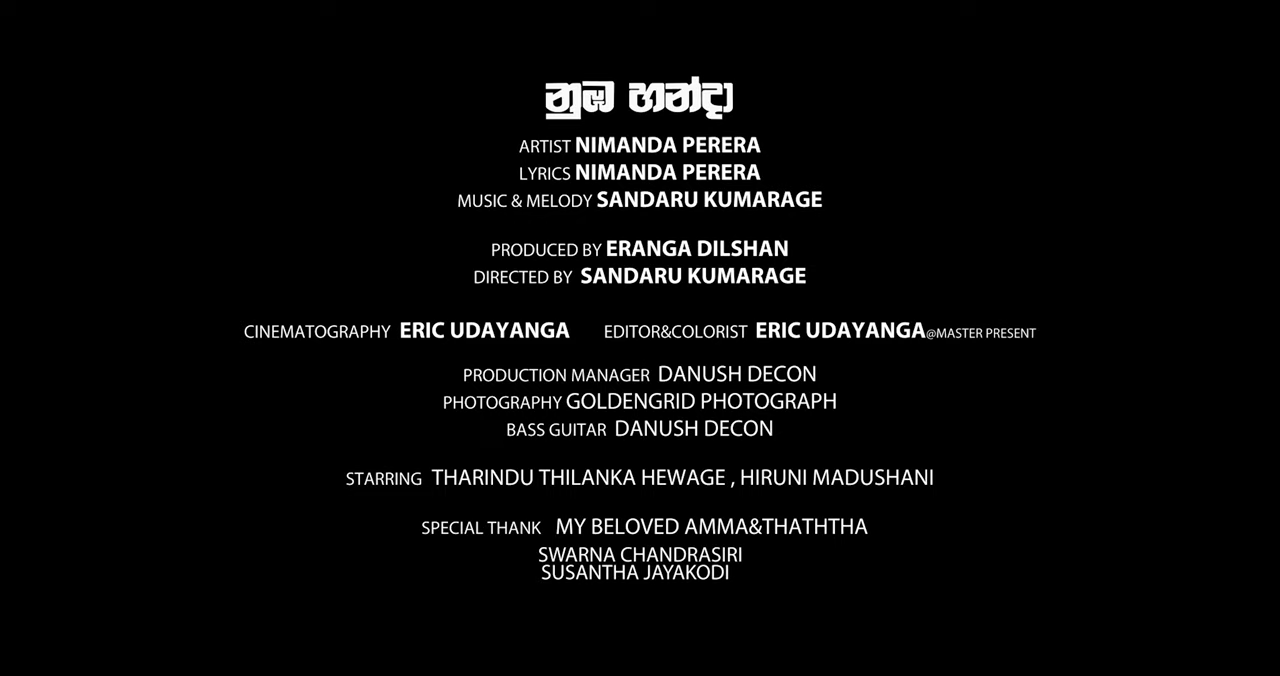 නුඹ හන්දා
ARTIST NIMANDA PERERA
LYRICS NIMANDA PERERA
MUSIC & MELODY SANDARU KUMARAGE
PRODUCED BY ERANGA DILSHAN
DIRECTED BY SANDARU KUMARAGE
CINEMATOGRAPHY ERIC UDAYANGA EDITOR&COLORIST ERIC UDAYANGA@MASTER PRESENT
PRODUCTION MANAGER DANUSH DECON
PHOTOGRAPHY GOLDENGRID PHOTOGRAPH
BASS GUITAR DANUSH DECON
STARRING THARINDU THILANKA HEWAGE , HIRUNI MADUSHANI
SPECIAL THANK MY BELOVED AMMA&THATHTHA
SWARNA CHANDRASIRI
SUSANTHA JAYAKODI